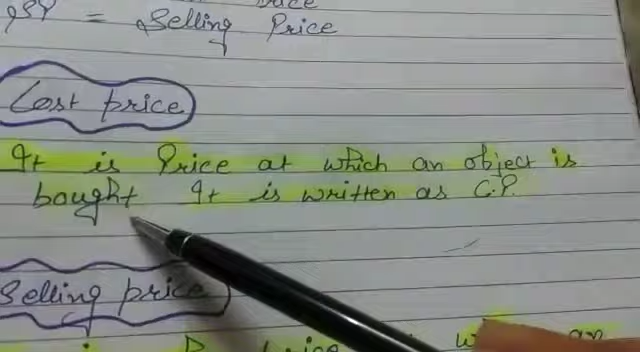 = Selling Price
Cost price
It is Price at which an object is
bought It is written as C.P.
Selling price